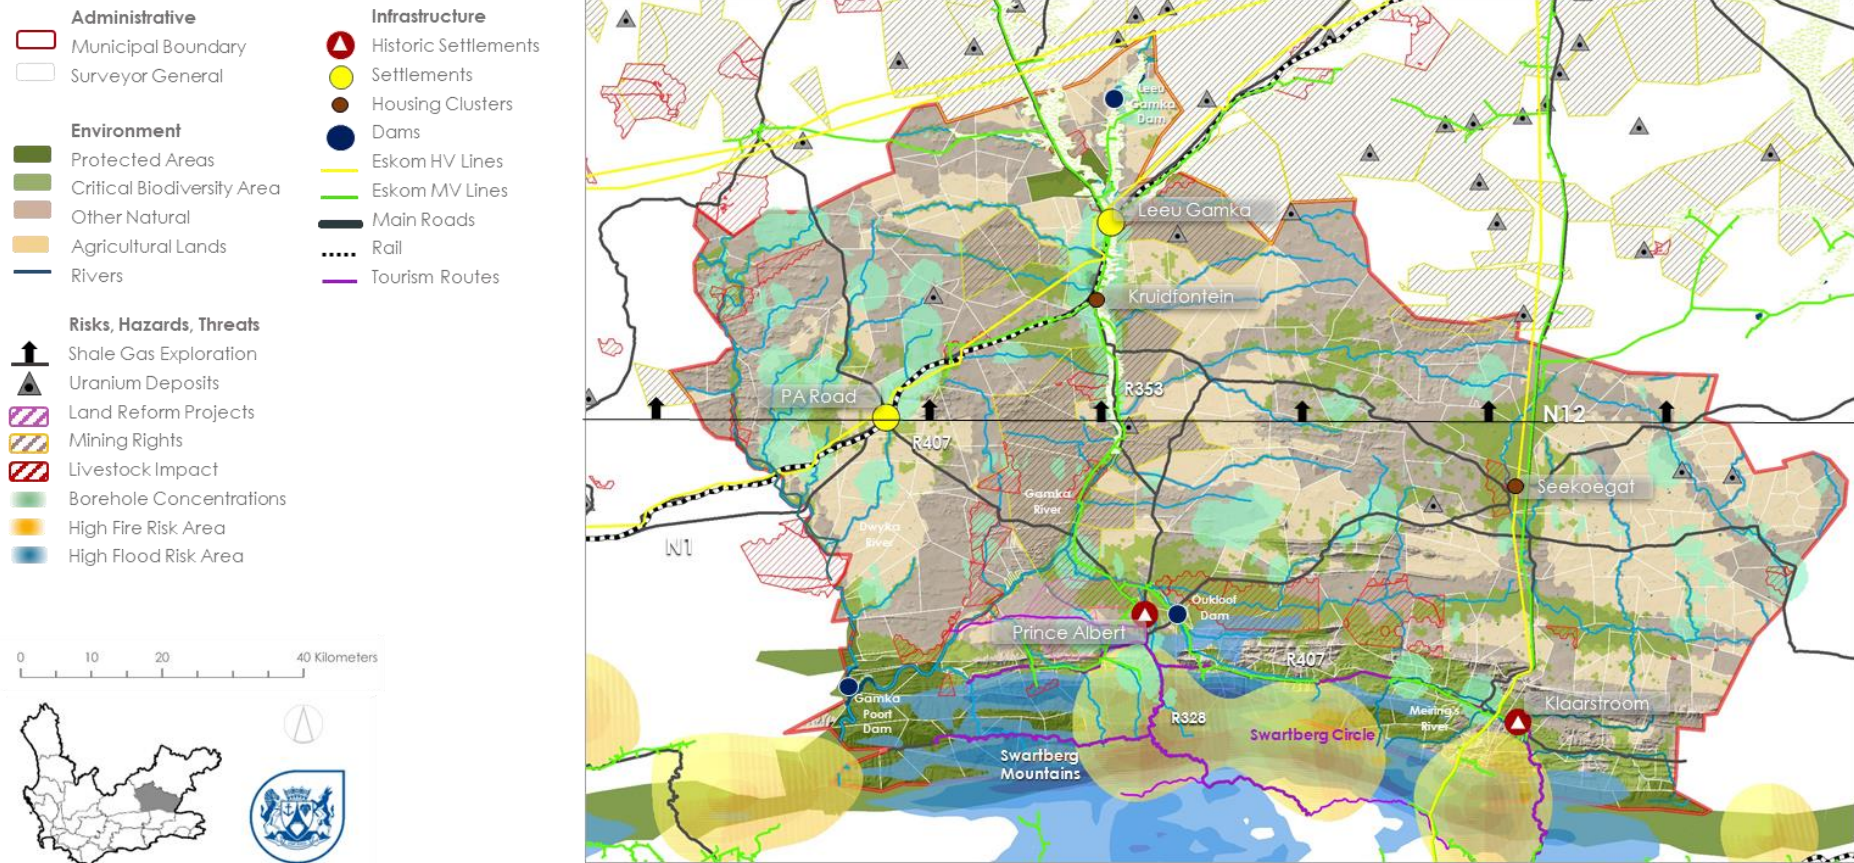 Administrative
Municipal Boundary
Surveyor General
Environment
Protected Areas
Critical Biodiversity Area
Other Natural
Agricultural Lands
Rivers
Risks, Hazards, Threats
Shale Gas Exploration
Uranium Deposits
Land Reform Projects
Mining Rights
Livestock Impact
Borehole Concentrations
High Fire Risk Area
High Flood Risk Area
Infrastructure
Historic Settlements
Settlements
Housing Clusters
Dams
Eskom HV Lines
Eskom MV Lines
Main Roads
Rail
Tourism Routes
0 10 20 40 Kilometers
Leeu
Gamka
Dam
Leeu Gamka
Kruidfontein
PA Road
R353
N12
R407
Seekoegat
Gamka
River
Dwyka
River
N1
Oukloof
Dam
Prince Albert
R407
Gamka
Poort
Dam
R328
Meiring's
River
Klaarstroom
Swartberg Circle
Swartberg
Mountains